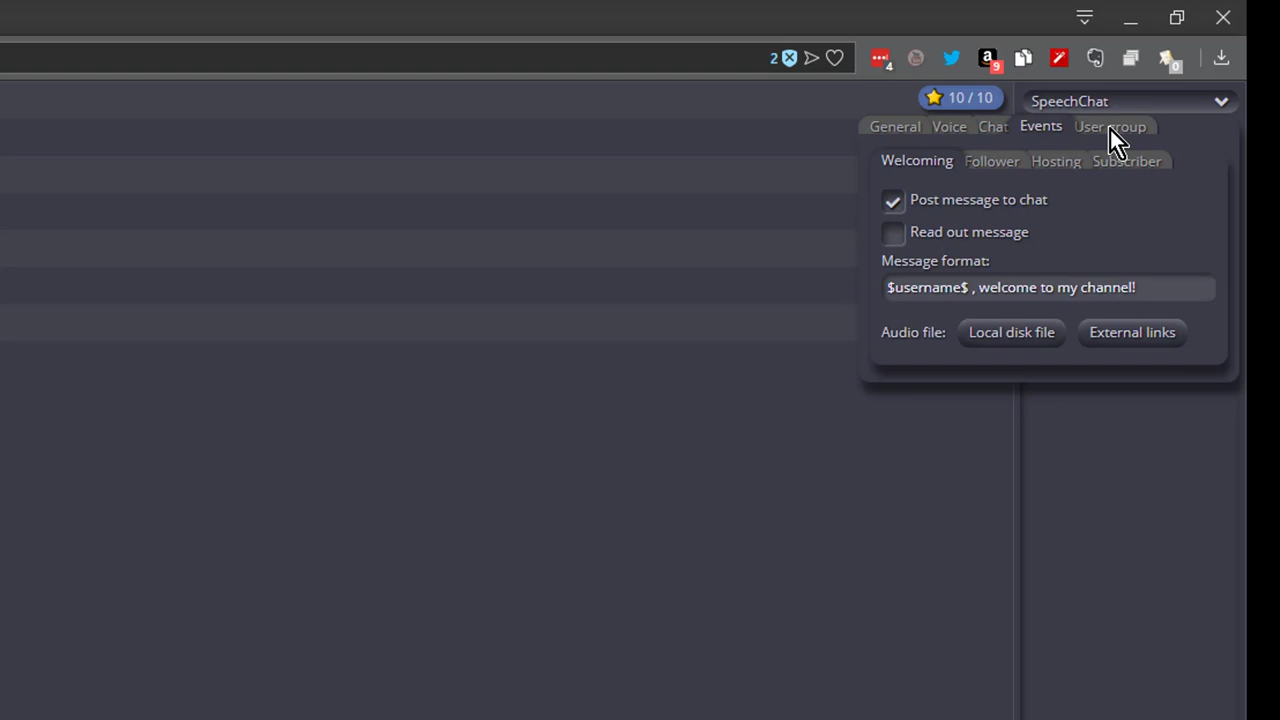 2
4
9
0
10 / 10
SpeechChat
General Voice Chat Events User group
Welcoming Follower Hosting Subscriber
Post message to chat
Read out message
Message format:
$username$ , welcome to my channel!
Audio file: Local disk file External links